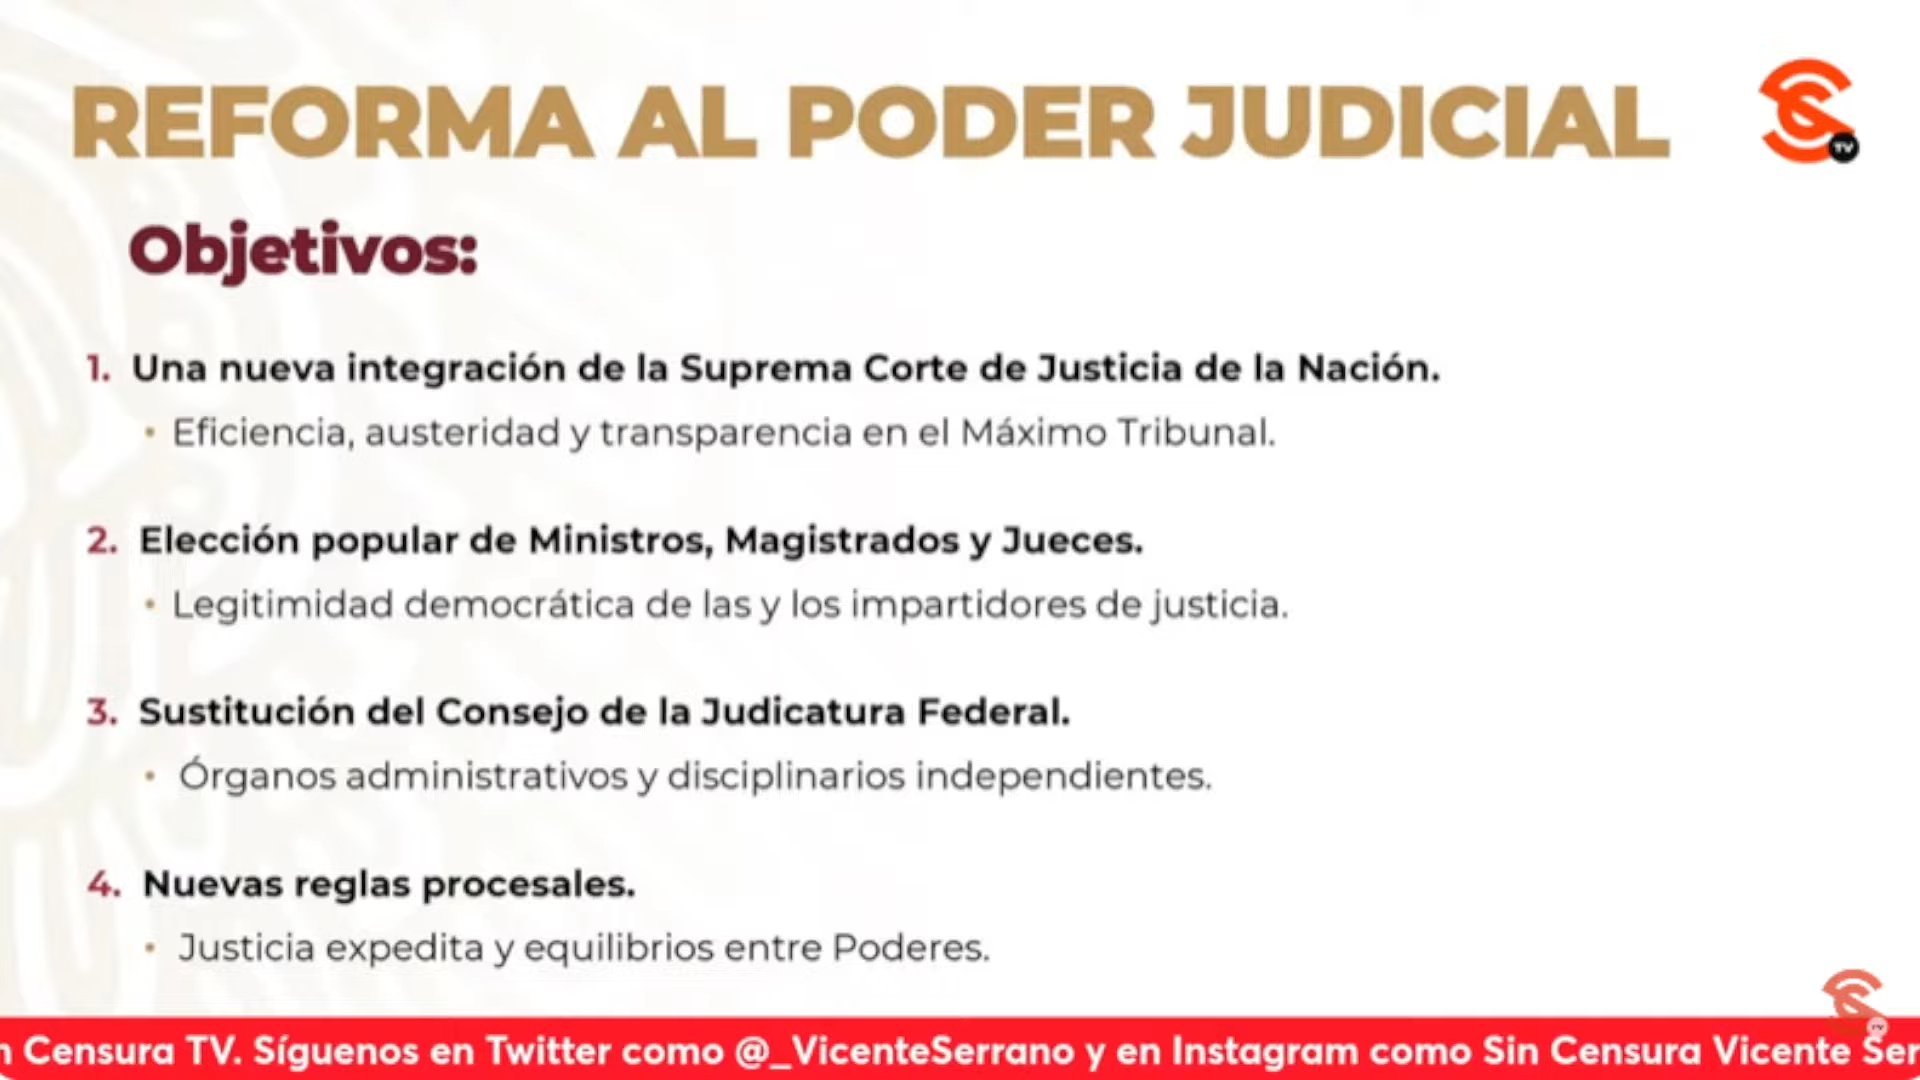 REFORMA AL PODER JUDICIAL
TV
Objetivos:
1. Una nueva integración de la Suprema Corte de Justicia de la Nación.
• Eficiencia, austeridad y transparencia en el Máximo Tribunal.
2. Elección popular de Ministros, Magistrados y Jueces.
• Legitimidad democrática de las y los impartidores de justicia.
3. Sustitución del Consejo de la Judicatura Federal.
• Órganos administrativos y disciplinarios independientes.
4. Nuevas reglas procesales.
• Justicia expedita y equilibrios entre Poderes.
TV
n Censura TV. Síguenos en Twitter como @_VicenteSerrano y en Instagram como Sin Censura Vicente Ser